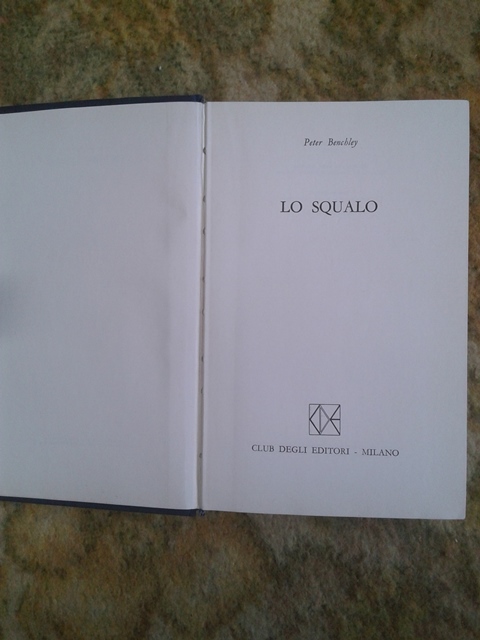 Peter Benchley
LO SQUALO
CLUB DEGLI EDITORI - MILANO